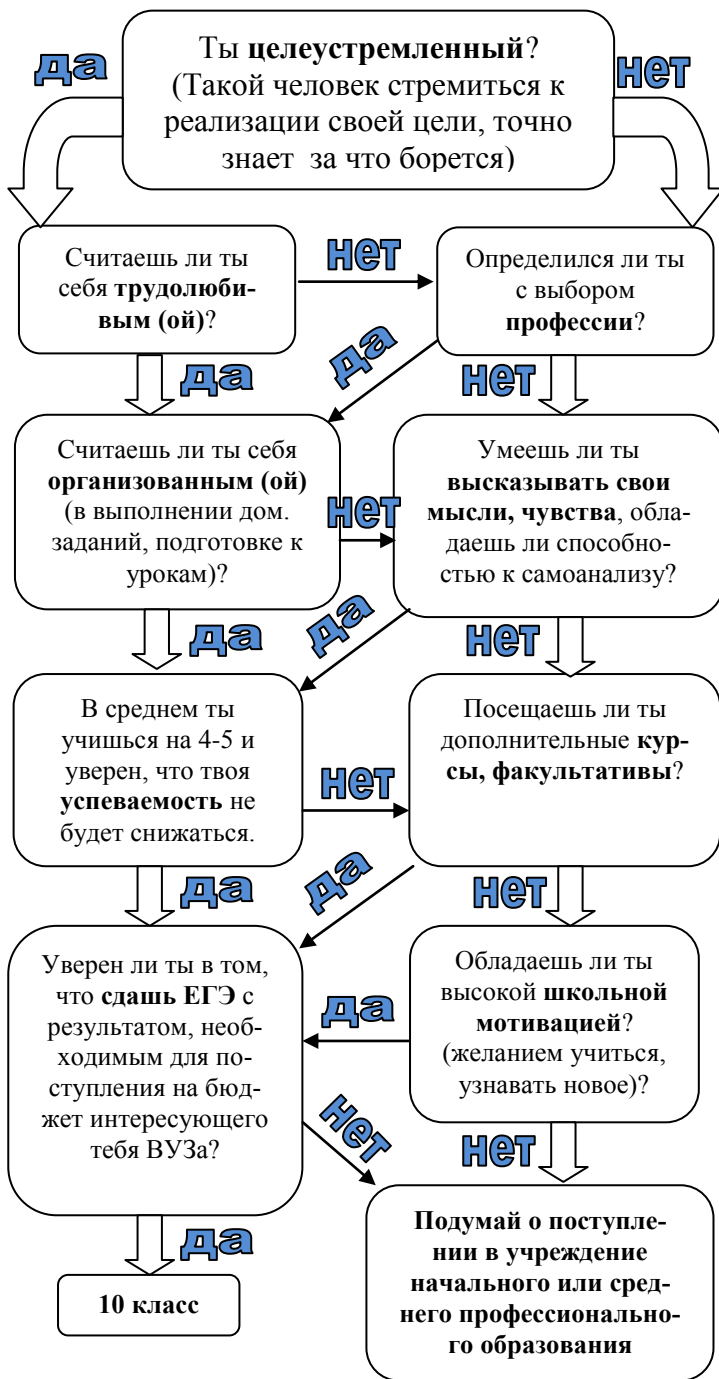 да
Ты целеустремленный?
нет
(Такой человек стремиться к
реализации своей цели, точно
знает за что борется)
Считаешь ли ты
себя трудолюби-
вым (ой)?
нет
Определился ли ты
с выбором
профессии?
да
да
нет
Считаешь ли ты себя
организованным (ой)
(в выполнении дом.
заданий, подготовке к
урокам)?
нет
Умеешь ли ты
высказывать свои
мысли, чувства, обла-
даешь ли способно-
стью к самоанализу?
да
да
нет
В среднем ты
учишься на 4-5 и
уверен, что твоя
успеваемость не
будет снижаться.
нет
Посещаешь ли ты
дополнительные кур-
сы, факультативы?
да
да
нет
Уверен ли ты в том,
что сдашь ЕГЭ с
результатом, необ-
ходимым для по-
ступления на бюд-
жет интересующего
тебя ВУЗа?
да
Обладаешь ли ты
высокой школьной
мотивацией?
(желанием учиться,
узнавать новое)?
нет
нет
да
10 класс
Подумай о поступле-
нии в учреждение
начального или сред-
него профессионально-
го образования